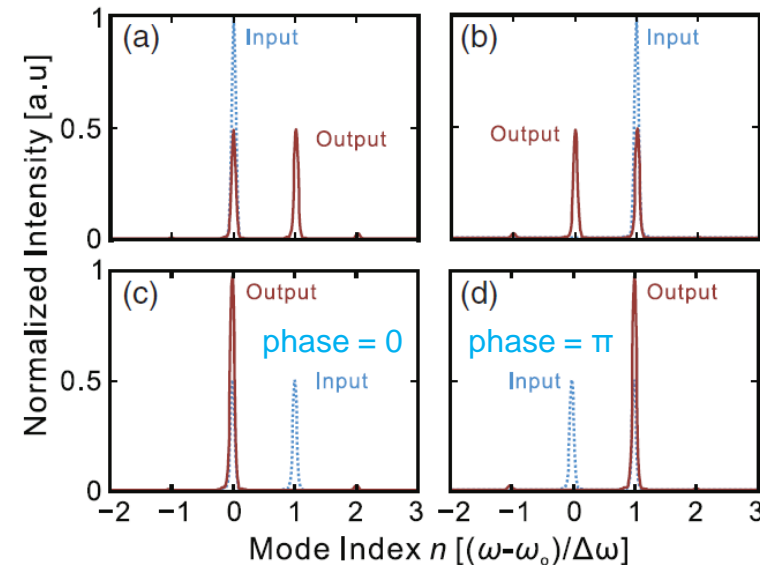 Normalized Intensity [a.u]
1
0.5
0
(a)
Input
Output
(b)
Input
Output
1
0.5
0
(c)
Output
phase = 0
Input
(d)
Output
phase = π
Input
−2 −1 0 1 2 3
−2 −1 0 1 2 3
Mode Index n [(ω-ωo)/Δω]